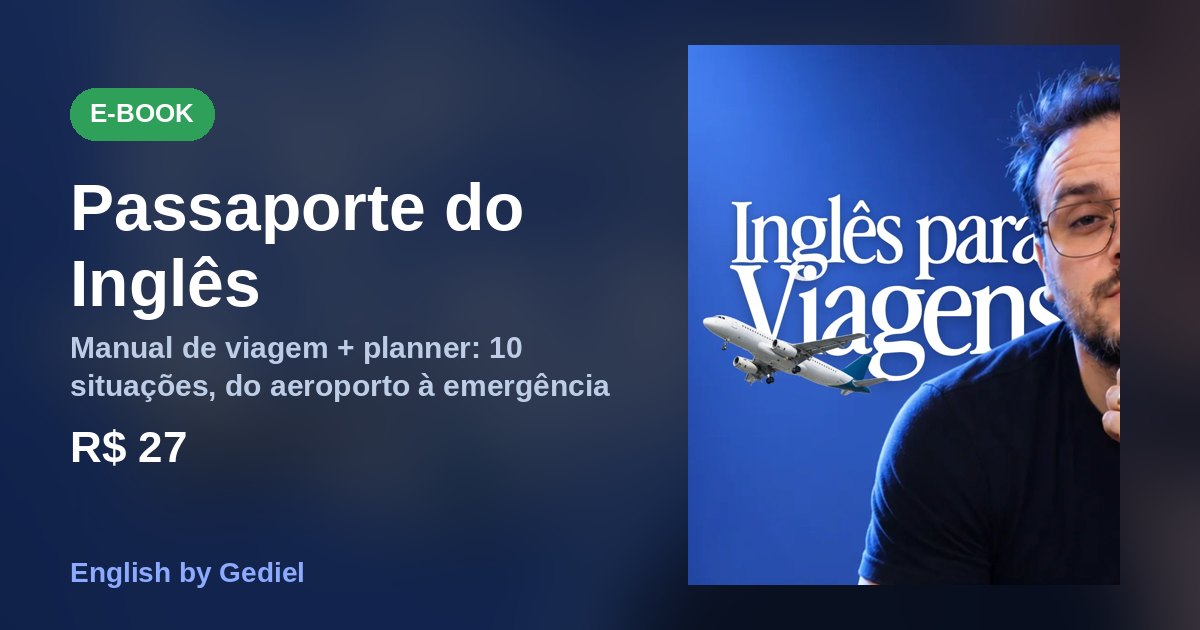 E-BOOK
Passaporte do
Inglês
Manual de viagem + planner: 10
situações, do aeroporto à emergência
R$ 27
English by Gediel
Inglês para
Viagens